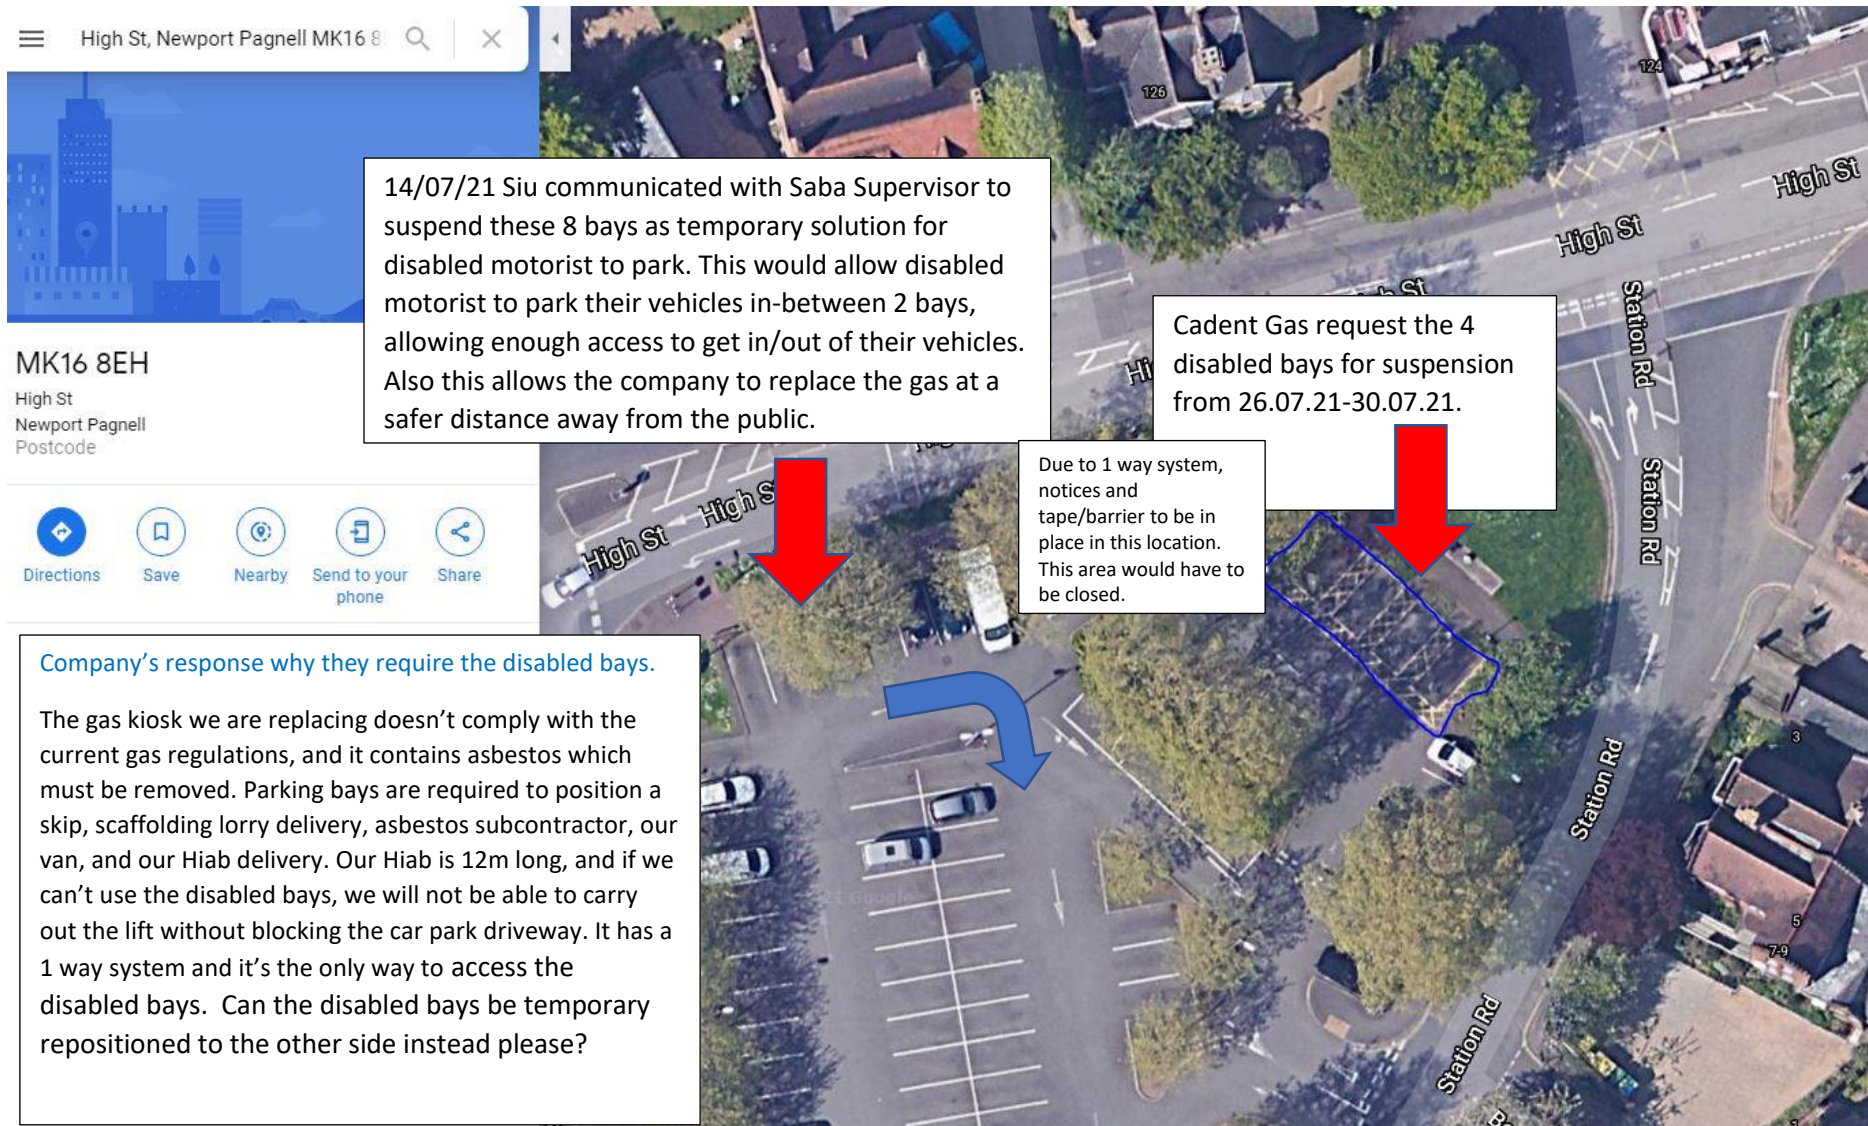 High St, Newport Pagnell MK16 8
MK16 8EH
High St
Newport Pagnell
Postcode
Directions
Save
Nearby
Send to your
phone
Share
14/07/21 Siu communicated with Saba Supervisor to
suspend these 8 bays as temporary solution for
disabled motorist to park. This would allow disabled
motorist to park their vehicles in-between 2 bays,
allowing enough access to get in/out of their vehicles.
Also this allows the company to replace the gas at a
safer distance away from the public.
Cadent Gas request the 4
disabled bays for suspension
from 26.07.21-30.07.21.
Due to 1 way system,
notices and
tape/barrier to be in
place in this location.
This area would have to
be closed.
Company’s response why they require the disabled bays.
The gas kiosk we are replacing doesn’t comply with the
current gas regulations, and it contains asbestos which
must be removed. Parking bays are required to position a
skip, scaffolding lorry delivery, asbestos subcontractor, our
van, and our Hiab delivery. Our Hiab is 12m long, and if we
can’t use the disabled bays, we will not be able to carry
out the lift without blocking the car park driveway. It has a
1 way system and it’s the only way to access the
disabled bays.  Can the disabled bays be temporary
repositioned to the other side instead please?
126
124
High St
High St
St
Hi
High S
High St
Station Rd
Station Rd
Station Rd
Station Rd
3
5
7-9